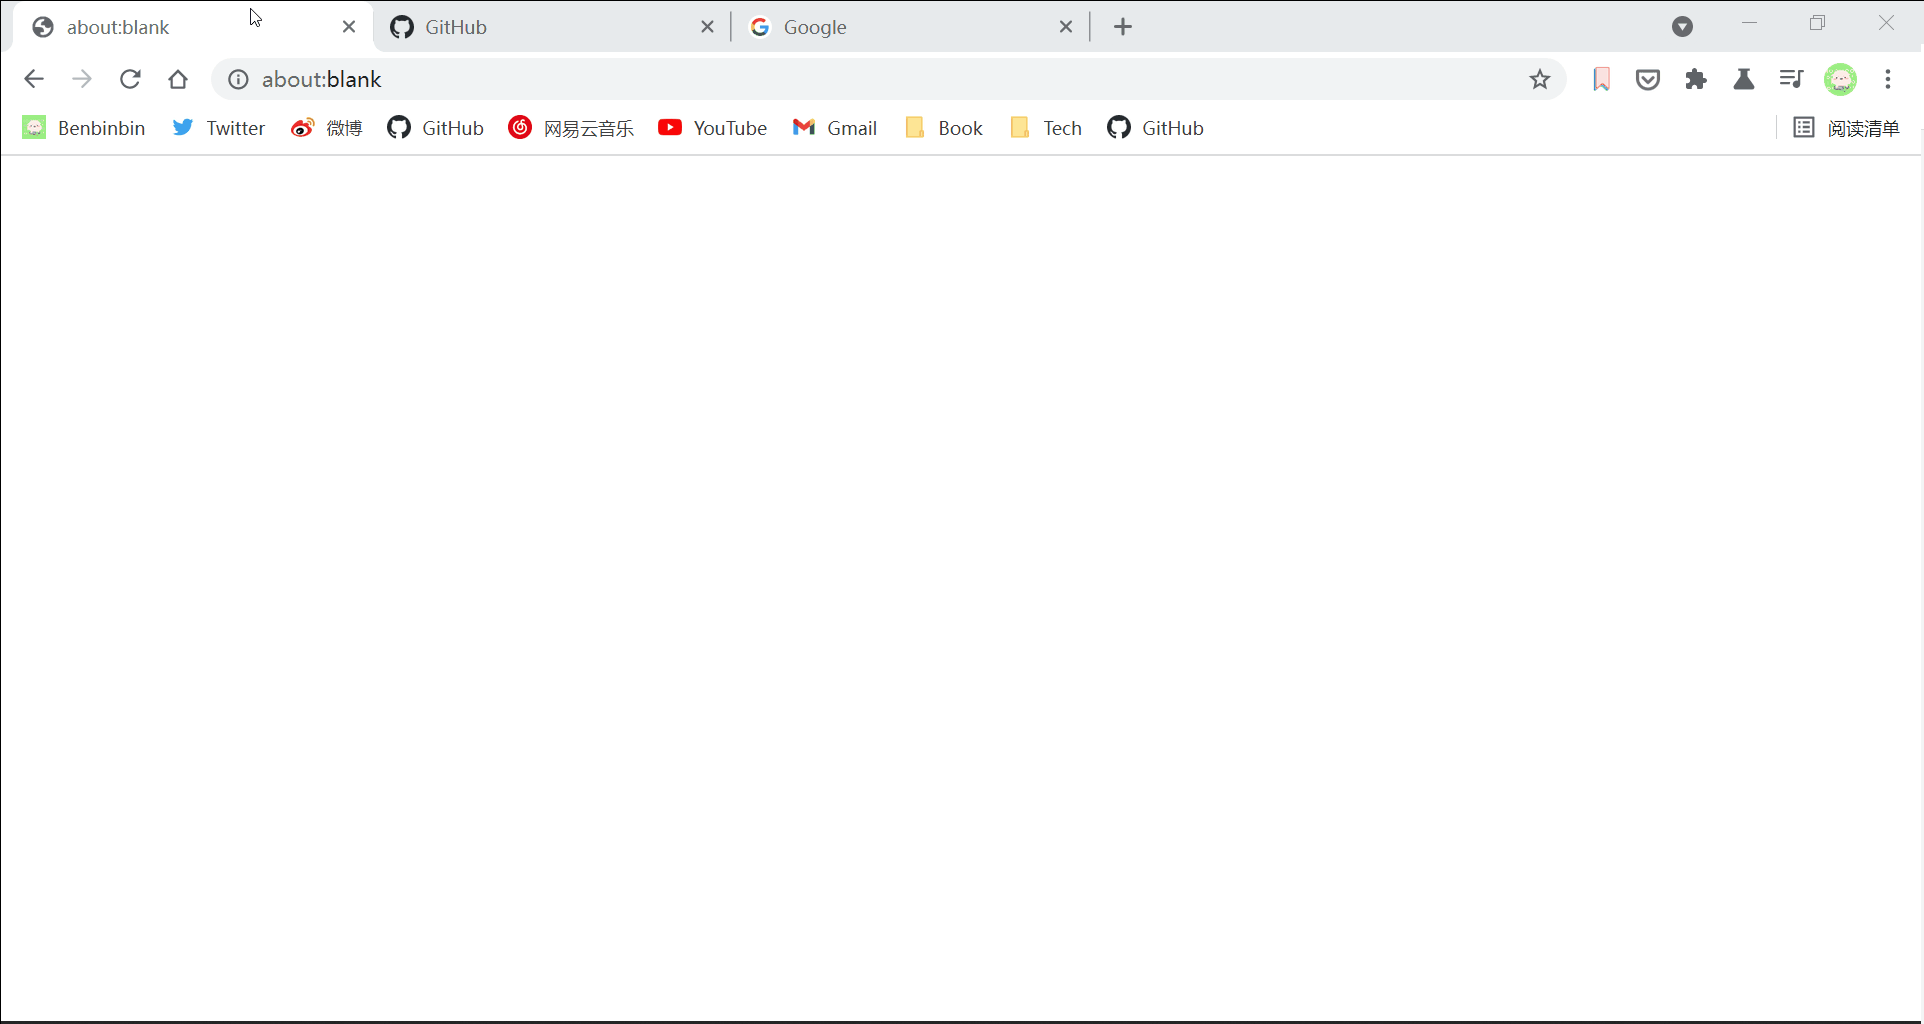 about:blank GitHub Google
about:blank
Benbinbin Twitter 微博 GitHub 网易云音乐 YouTube Gmail Book Tech GitHub 阅读清单